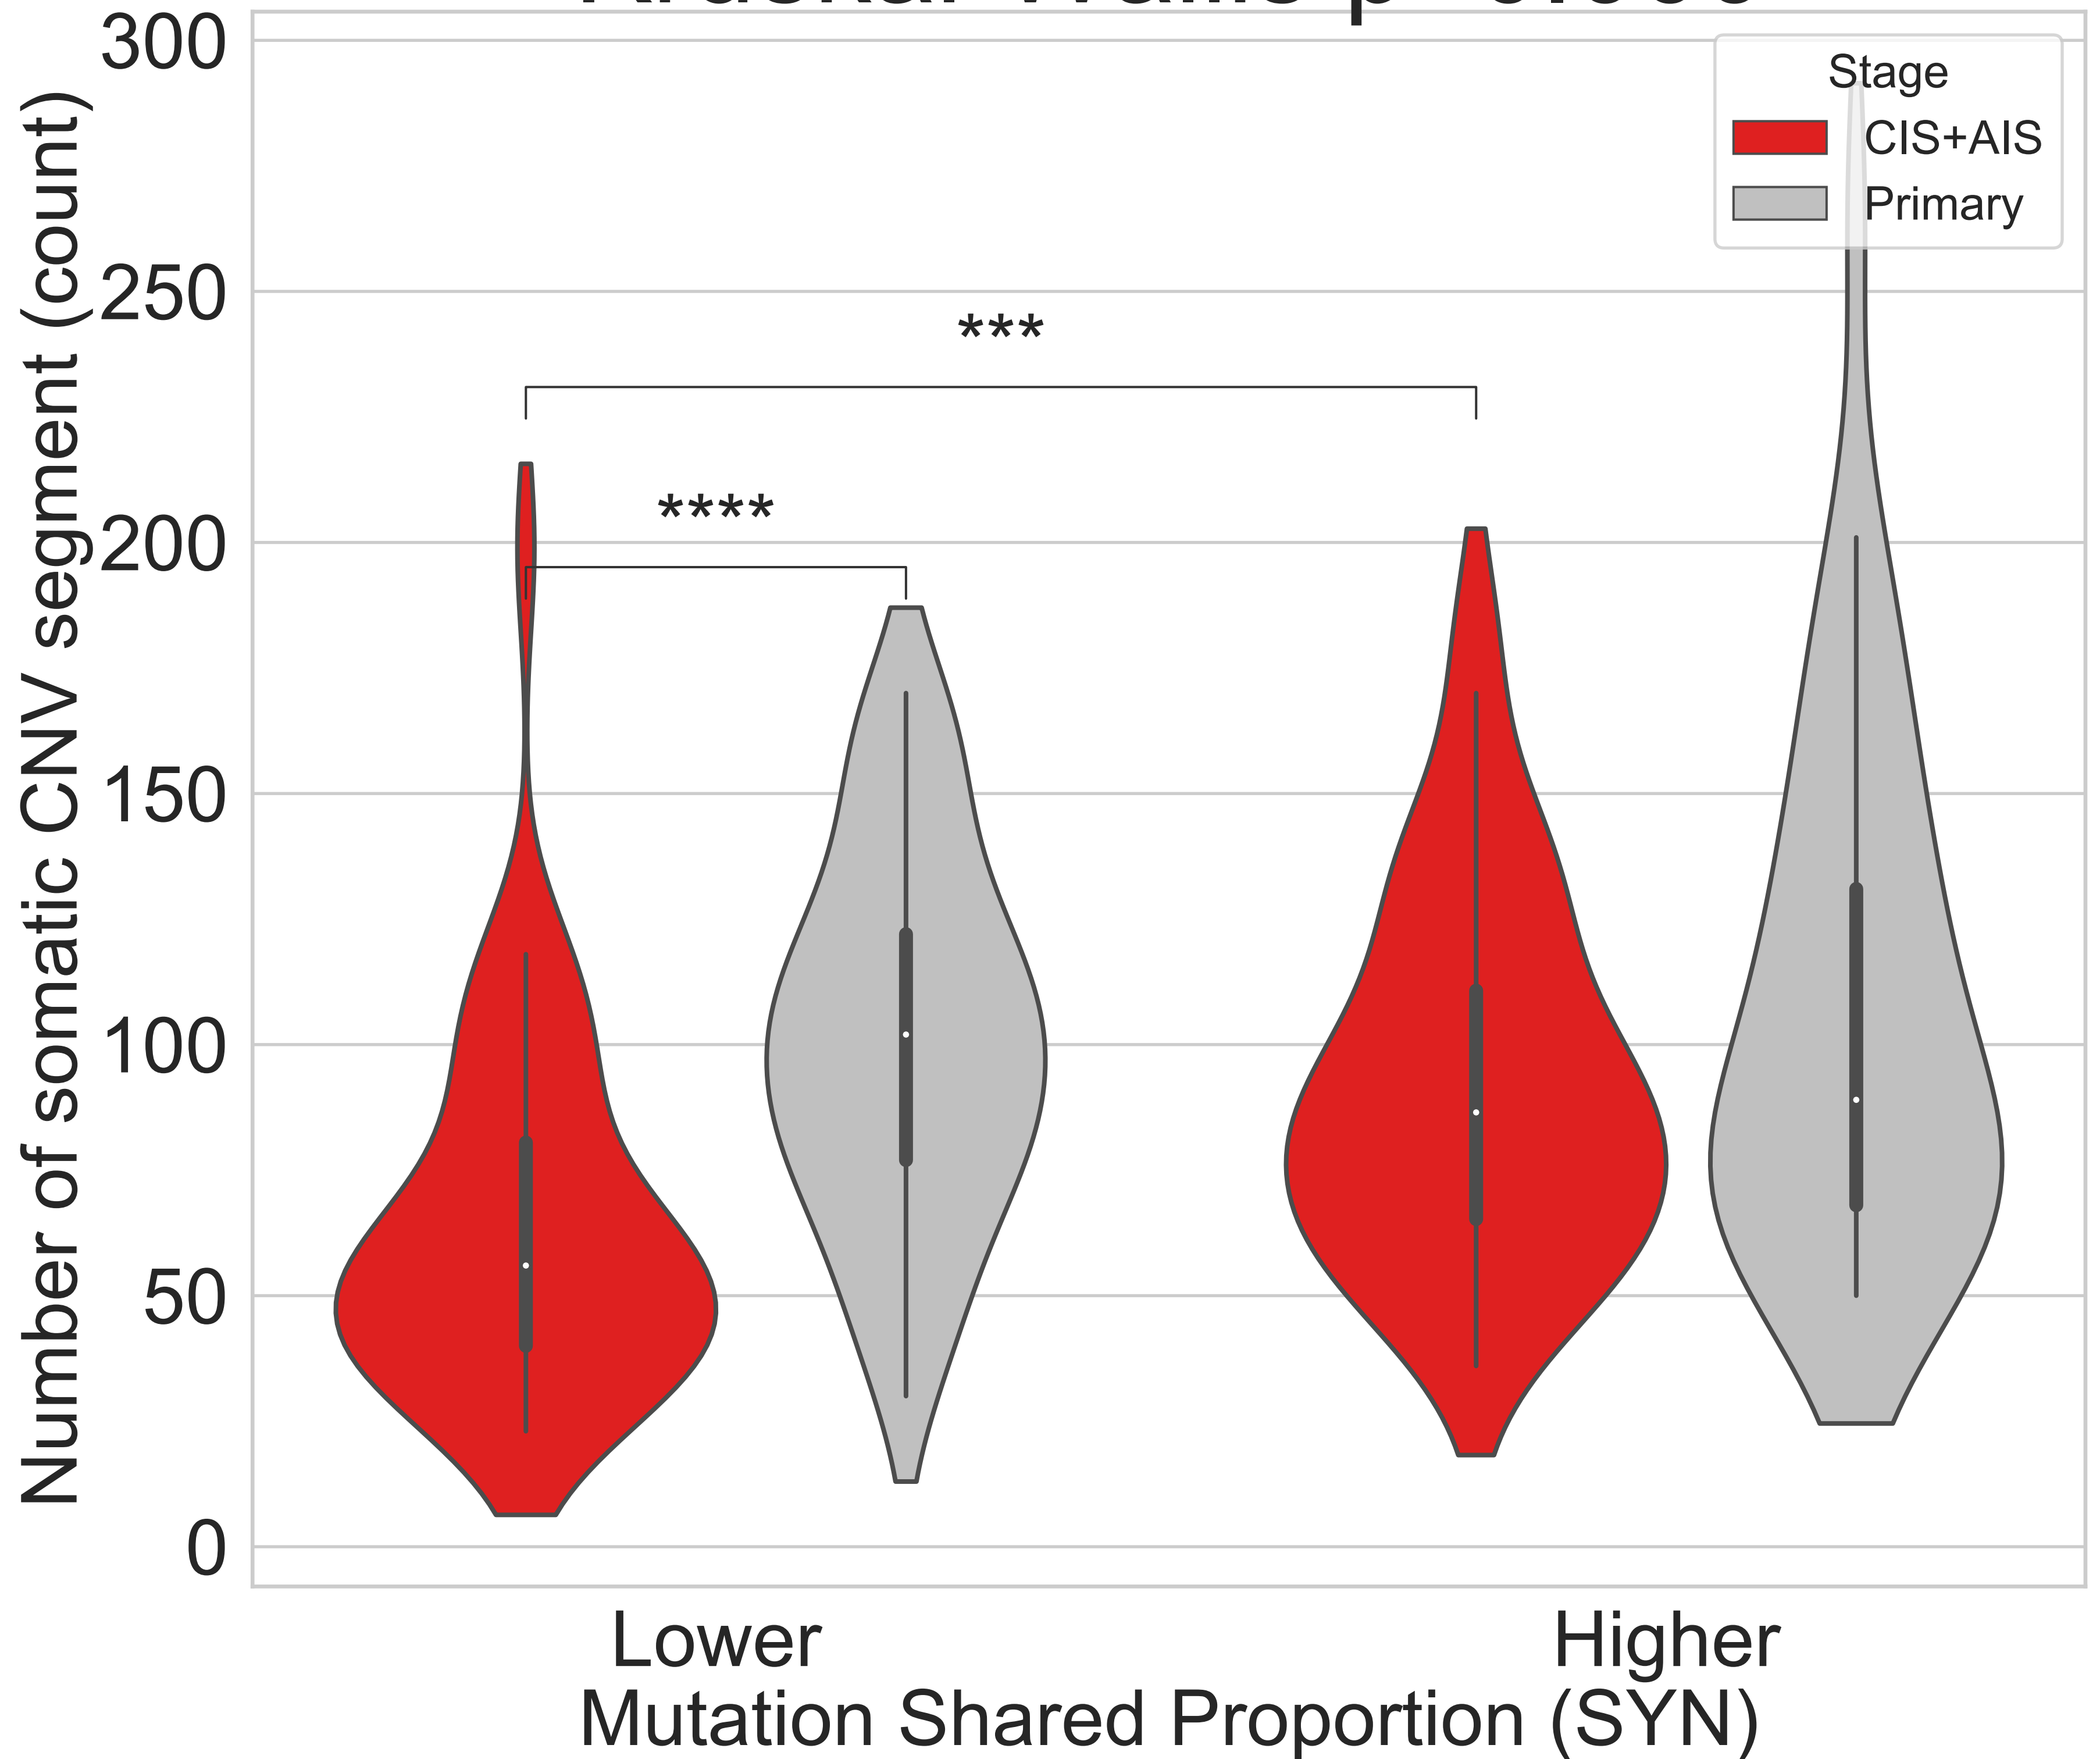 300
250
200
150
100
50
0
Number of somatic CNV segment (count)
Stage
CIS+AIS
Primary
***
****
Lower
Higher
Mutation Shared Proportion (SYN)